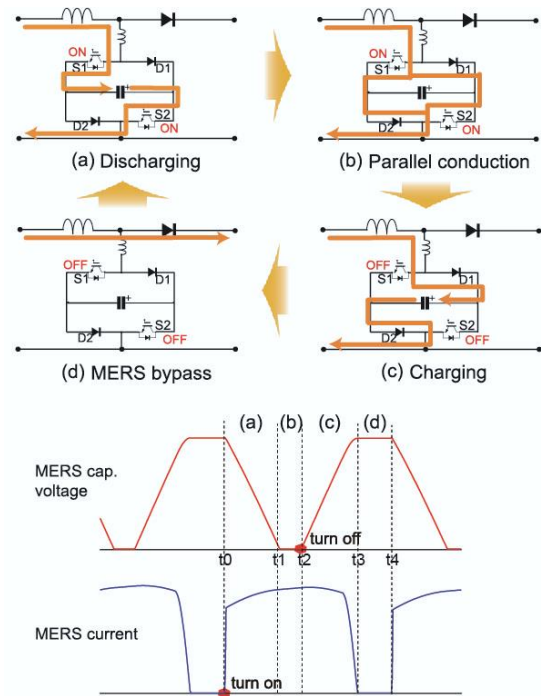 ON
S1
D1
+
D2
S2
ON
(a) Discharging
ON
S1
D1
+
D2
S2
ON
(b) Parallel conduction
OFF
S1
D1
+
D2
S2
OFF
(d) MERS bypass
OFF
S1
D1
+
D2
S2
OFF
(c) Charging
(a) (b) (c) (d)
MERS cap.
voltage
turn off
t0 t1 t2 t3 t4
MERS current
turn on